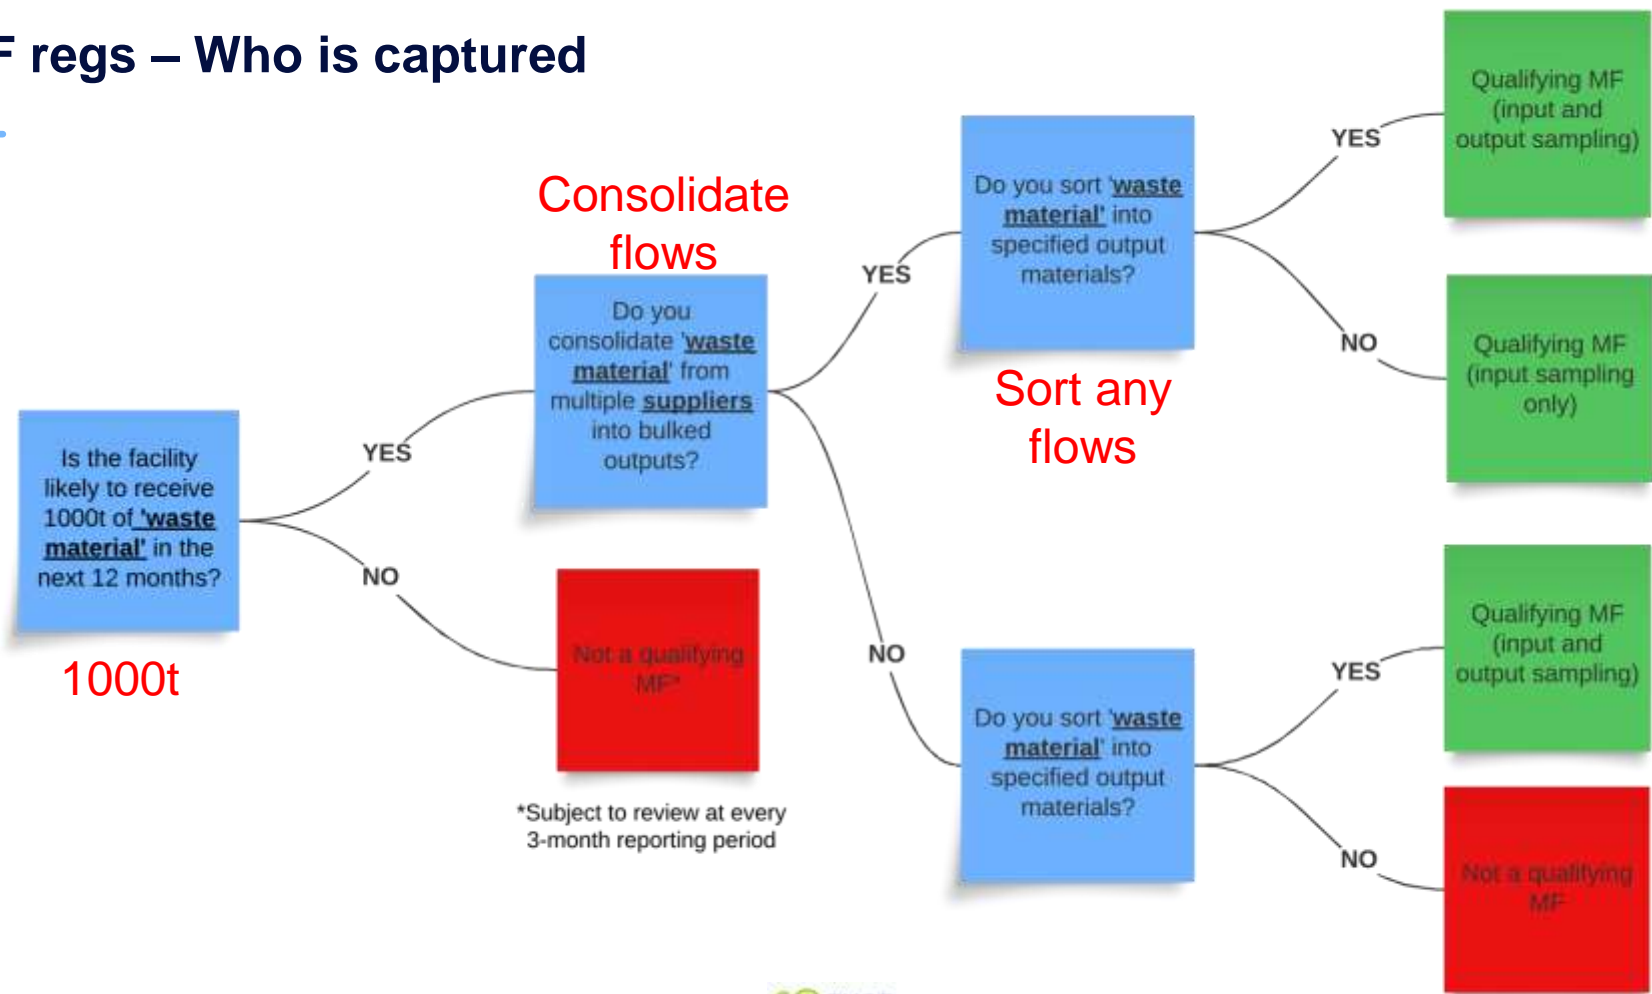 F regs – Who is captured
Is the facility
likely to receive
1000t of 'waste
material' in the
next 12 months?
1000t
YES
NO
Consolidate
flows
Do you
consolidate 'waste
material' from
multiple suppliers
into bulked
outputs?
Not a qualifying
MF*
*Subject to review at every
3-month reporting period
YES
NO
Do you sort 'waste
material' into
specified output
materials?
Sort any
flows
YES
NO
Qualifying MF
(input and
output sampling)
Qualifying MF
(input sampling
only)
Do you sort 'waste
material' into
specified output
materials?
YES
NO
Qualifying MF
(input and
output sampling)
Not a qualifying
MF